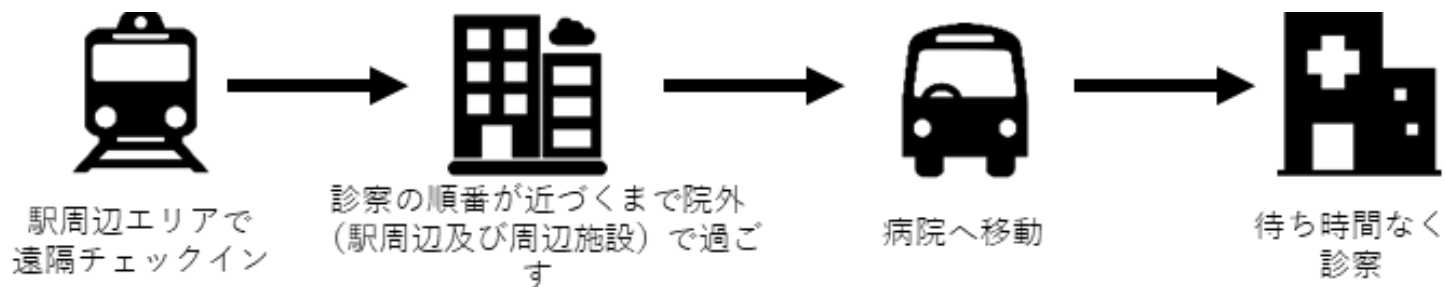 駅周辺エリアで
遠隔チェックイン
診察の順番が近づくまで院外
（駅周辺及び周辺施設）で過ご
す
病院へ移動
待ち時間なく
診察